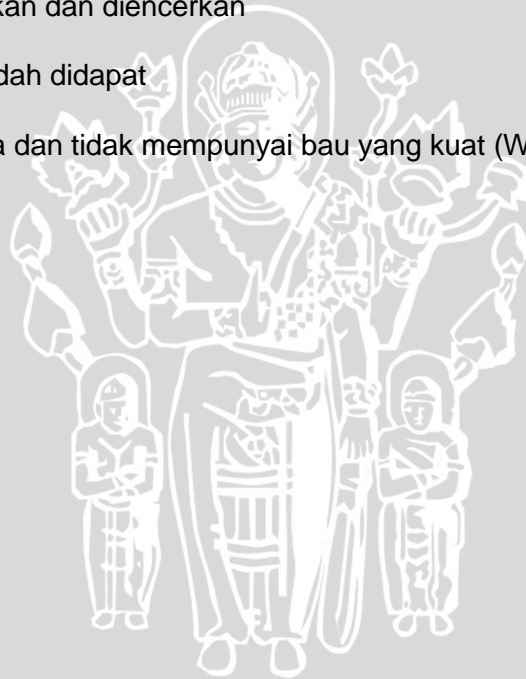 kan dan diencerkan
dah didapat
a dan tidak mempunyai bau yang kuat (W